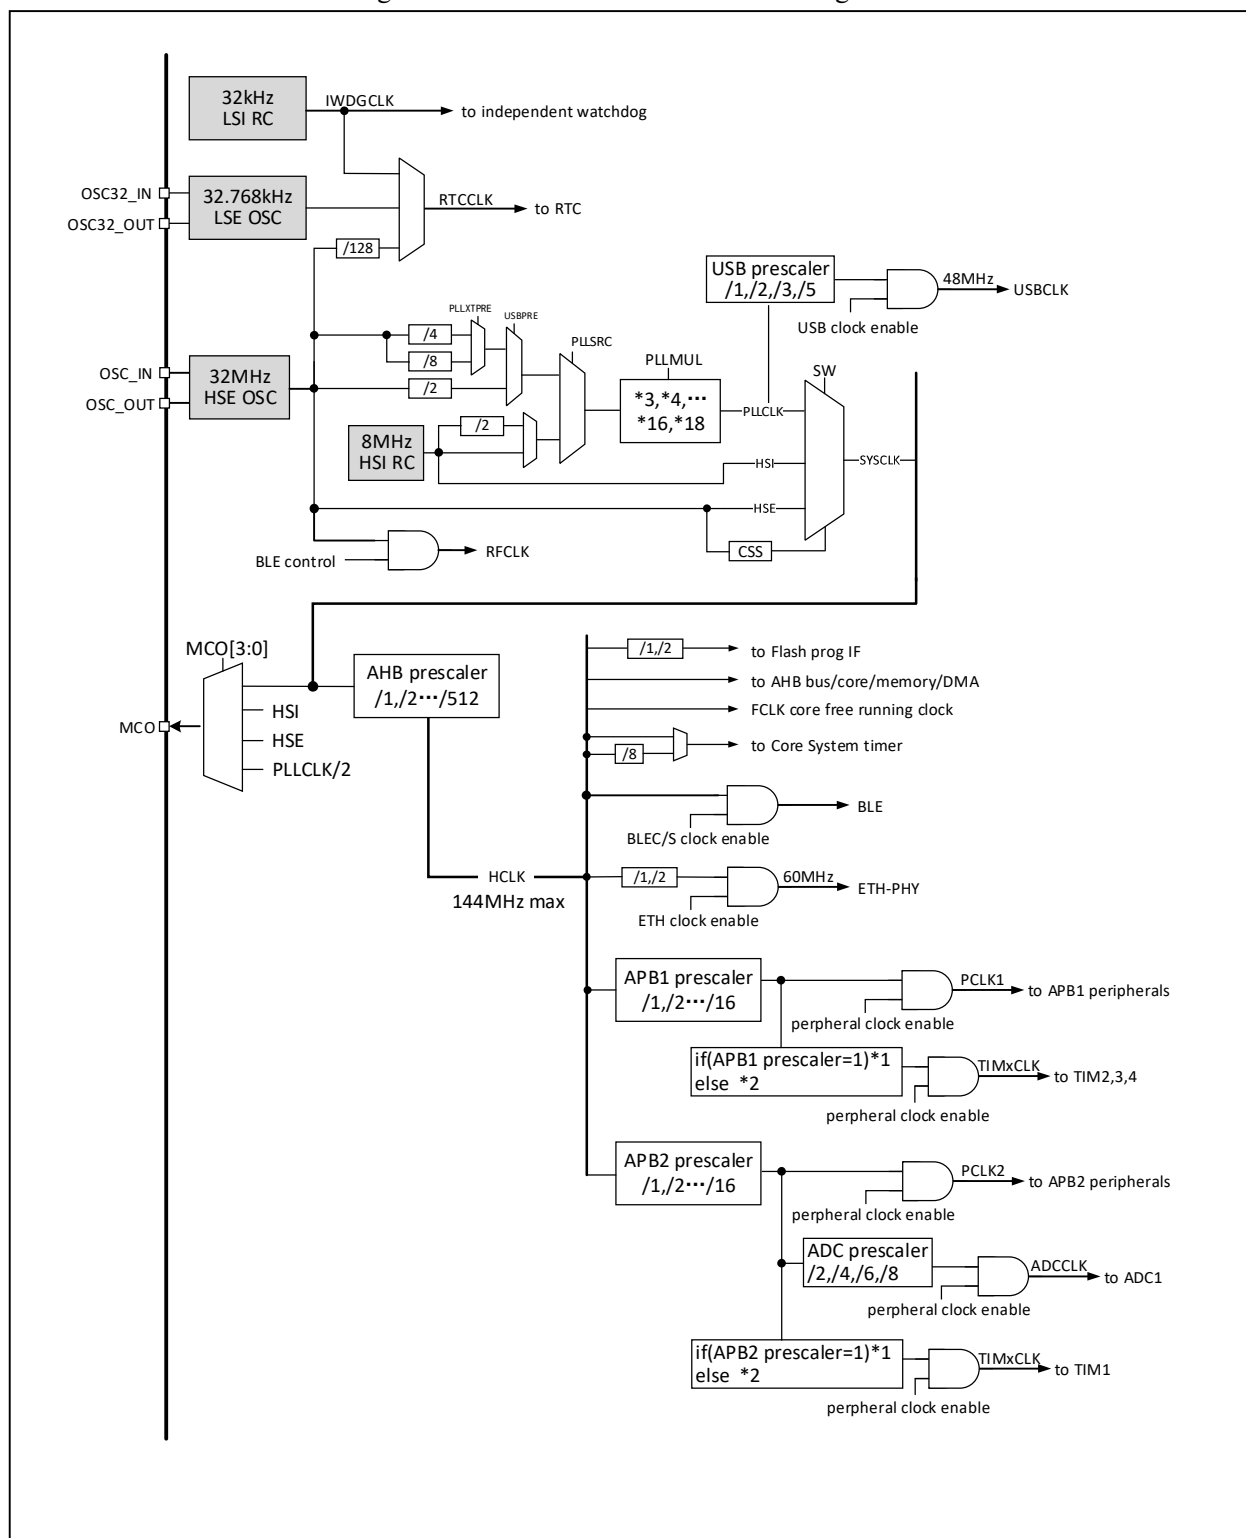 32kHz
LSI RC
IWDGCLK
to independent watchdog
OSC32_IN
OSC32_OUT
32.768kHz
LSE OSC
RTCCLK
to RTC
/128
USB prescaler
/1,/2,/3,/5
48MHz
USBCLK
USB clock enable
PLLXTPRE
USBPRE
/4
/8
/2
PLLSRC
PLLMUL
*3,*4,···
*16,*18
PLLCLK
SW
OSC_IN
OSC_OUT
32MHz
HSE OSC
8MHz
HSI RC
/2
HSI
SYSCLK
HSE
CSS
BLE control
RFCLK
MCO[3:0]
MCO
HSI
HSE
PLLCLK/2
AHB prescaler
/1,/2···/512
/1,/2
to Flash prog IF
to AHB bus/core/memory/DMA
FCLK core free running clock
/8
to Core System timer
BLE
BLEC/S clock enable
HCLK
144MHz max
/1,/2
60MHz
ETH-PHY
ETH clock enable
APB1 prescaler
/1,/2···/16
PCLK1
to APB1 peripherals
perpheral clock enable
if(APB1 prescaler=1)*1
else *2
TIMxCLK
to TIM2,3,4
perpheral clock enable
APB2 prescaler
/1,/2···/16
PCLK2
to APB2 peripherals
perpheral clock enable
ADC prescaler
/2,/4,/6,/8
ADCCLK
to ADC1
perpheral clock enable
if(APB2 prescaler=1)*1
else *2
TIMxCLK
to TIM1
perpheral clock enable